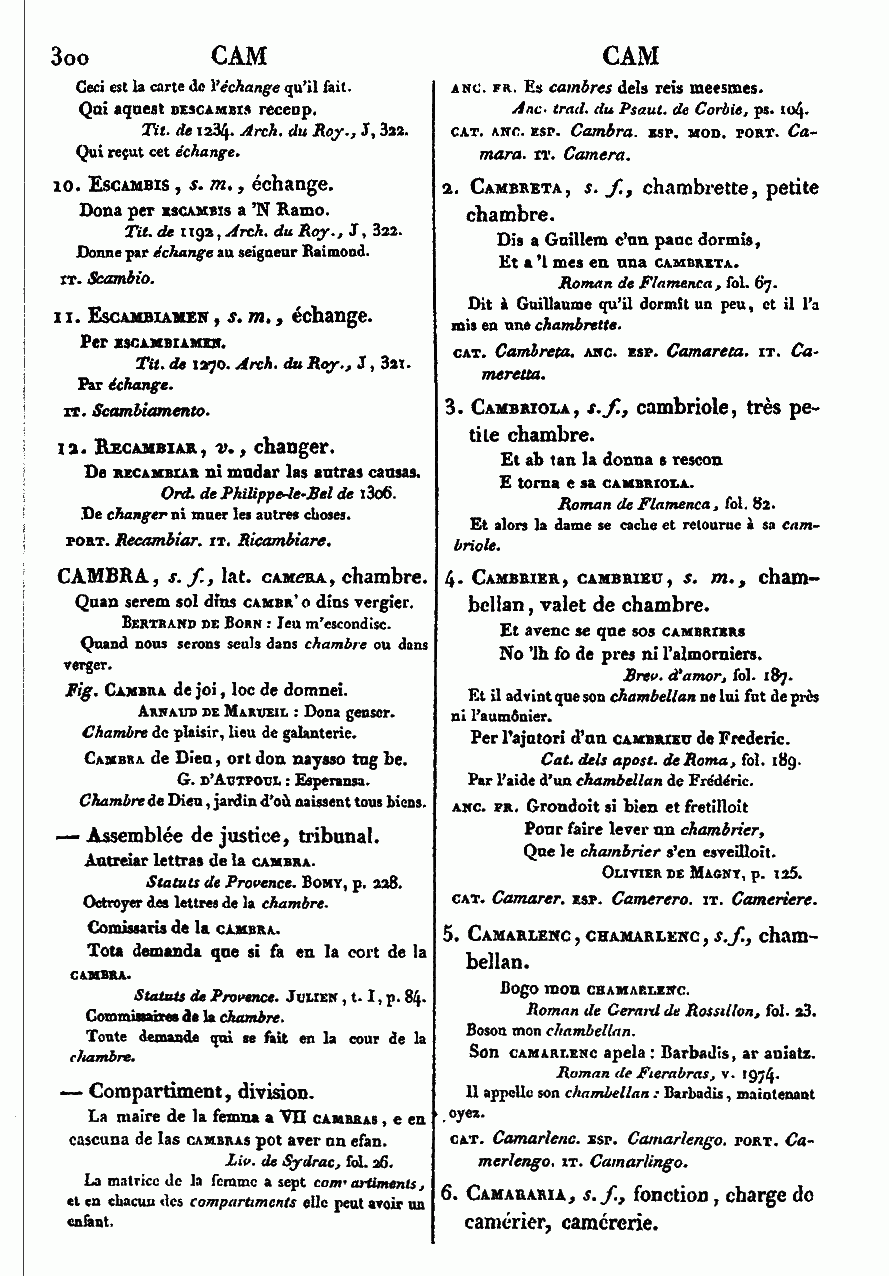 300 CAM CAM
Ceci est la carte de l'échange qu'il fait.
Qui aquest DESCAMBIS receup.
Tit. de 1234. Arch. du Roy., J, 322.
Qui reçut cet échange.
10. ESCAMBIS, s. m., échange.
Dona per ESCAMBIS a 'N Ramo.
Tit. de 1192, Arch. du Roy., J, 322.
Donne par échange au seigneur Raimond.
IT. Scambio.
11. ESCAMBIAMEN, s. m., échange.
Per ESCAMBIAMEN.
Tit. de 1270. Arch. du Roy., J, 321.
Par échange.
IT. Scambiamento.
12. RECAMBIAR, v., changer.
De RECAMBIAR ni mudar las autras causas.
Ord. de Philippe-le-Bel de 1306.
De changer ni muer les autres choses.
PORT. Recambiar. IT. Ricambiare.
CAMBRA, s. f., lat. CAMERA, chambre.
Quan serem sol dins CAMBR' o dins vergier.
BERTRAND DE BORN : Ieu m'escondisc.
Quand nous serons seuls dans chambre ou dans
verger.
Fig. CAMBRA de joi, loc de domnei.
ARNAUD DE MARUEIL : Dona genser.
Chambre de plaisir, lieu de galanterie.
CAMBRA de Dieu, ort don naysso tug be.
G. D'AUTPOUL : Esperansa.
Chambre de Dieu, jardin d'où naissent tous biens.
— Assemblée de justice, tribunal.
Autreiar lettras de la CAMBRA.
Statuts de Provence. BOMY, p. 228.
Octroyer des lettres de la chambre.
Comissaris de la CAMBRA.
Tota demanda que si fa en la cort de la
CAMBRA.
Statuts de Provence. JULIEN, t. I, p. 84.
Commissaires de la chambre.
Toute demande qui se fait en la cour de la
chambre.
— Compartiment, division.
La maire de la femna a VII CAMBRAS, e en
cascuna de las CAMBRAS pot aver un efan.
Liv. de Sydrac, fol. 26.
La matrice de la femme a sept compartiments,
et en chacun des compartiments elle peut avoir un
enfant.
ANC. FR. Es cambres dels reis meesmes.
Anc. trad. du Psaut. de Corbie, ps. 104.
CAT. ANC. ESP. Cambra. ESP. MOD. PORT. Ca-
mara. IT. Camera.
2. CAMBRETA, s. f., chambrette, petite
chambre.
Dis a Guillem c'un pauc dormis,
Et a 'l mes en una CAMBRETA.
Roman de Flamenca, fol. 67.
Dit à Guillaume qu'il dormît un peu, et il l'a
mis en une chambrette.
CAT. Cambreta. ANC. ESP. Camareta. IT. Ca-
meretta.
3. CAMBRIOLA, s. f., cambriole, très pe-
tite chambre.
Et ab tan la donna s rescon
E torna e sa CAMBRIOLA.
Roman de Flamenca, fol. 82.
Et alors la dame se cache et retourne à sa cam-
briole.
4. CAMBRIER, CAMBRIEU, s. m., cham-
bellan, valet de chambre.
Et avenc se que sos CAMBRIERS
No 'lh fo de pres ni l'almorniers.
Brev. d'amor, fol. 187.
Et il advint que son chambellan ne lui fut de près
ni l'aumônier.
Per l'ajutori d'un CAMBRIEU de Frederic.
Cat. dels apost. de Roma, fol. 189.
Par l'aide d'un chambellan de Frédéric.
ANC. FR. Grondoit si bien et fretilloit
Pour faire lever un chambrier,
Que le chambrier s'en esveilloit.
OLIVIER DE MAGNY, p. 125.
CAT. Camarer. ESP. Camerero. IT. Cameriere.
5. CAMARLENC, CHAMARLENC, s. f., cham-
bellan.
Bogo mon CHAMARLENC.
Roman de Gerard de Rossillon, fol. 23.
Boson mon chambellan.
Son CAMARLENC apela : Barbadis, ar aniatz.
Roman de Fierabras, v. 1974.
Il appelle son chambellan : Barbadis, maintenant
oyez.
CAT. Camarlenc. ESP. Camarlengo. PORT. Ca-
merlengo. IT. Camarlingo.
6. CAMARARIA, s. f., fonction, charge de
camérier, camérerie.